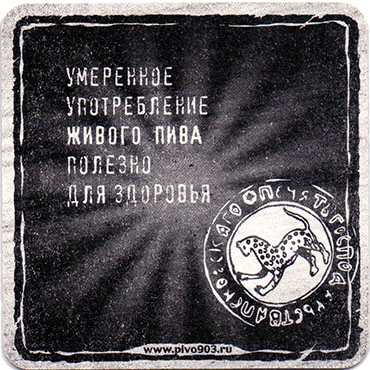 УМЕРЕННОЕ
УПОТРЕБЛЕНИЕ
ЖИВОГО ПИВА
ПОЛЕЗНО
ДЛЯ ЗДОРОВЬЯ
www.pivo903.ru